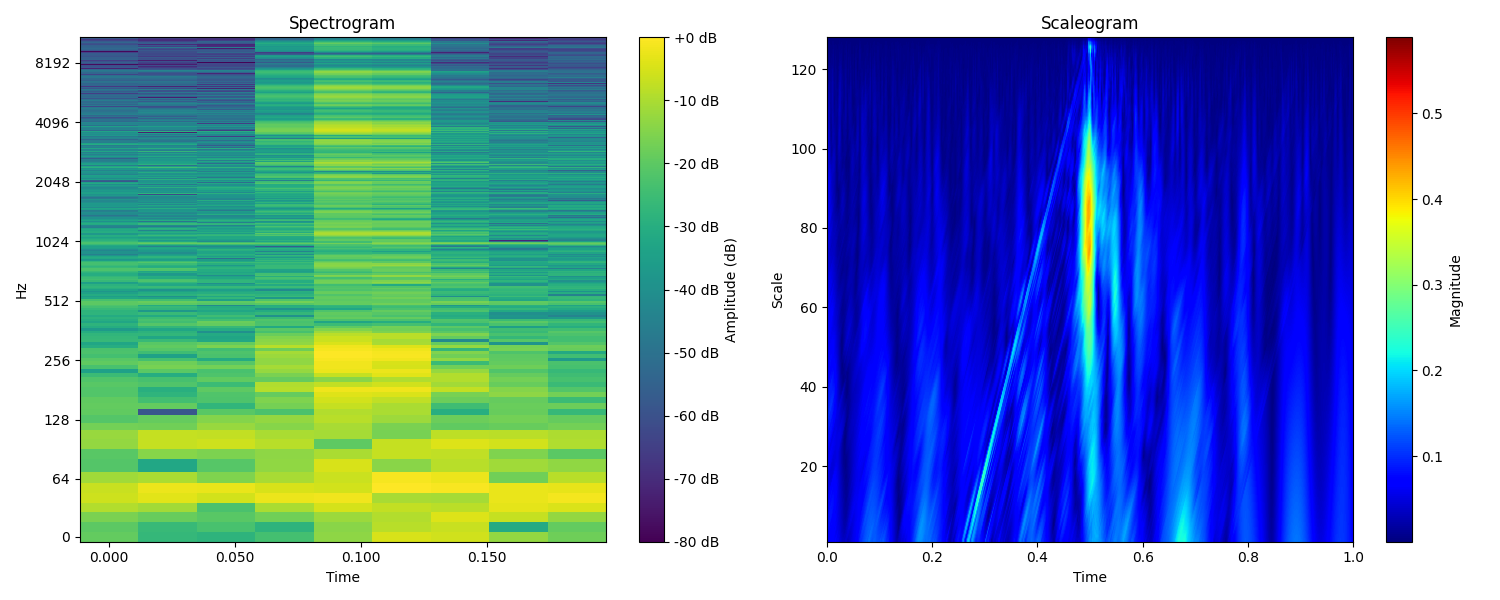 Spectrogram
8192
4096
2048
1024
512
256
128
64
0
Hz
0.000 0.050 0.100 0.150
Time
+0 dB
-10 dB
-20 dB
-30 dB
-40 dB
-50 dB
-60 dB
-70 dB
-80 dB
Amplitude (dB)
Scaleogram
120
100
80
60
40
20
Scale
0.0 0.2 0.4 0.6 0.8 1.0
Time
0.5
0.4
0.3
0.2
0.1
Magnitude